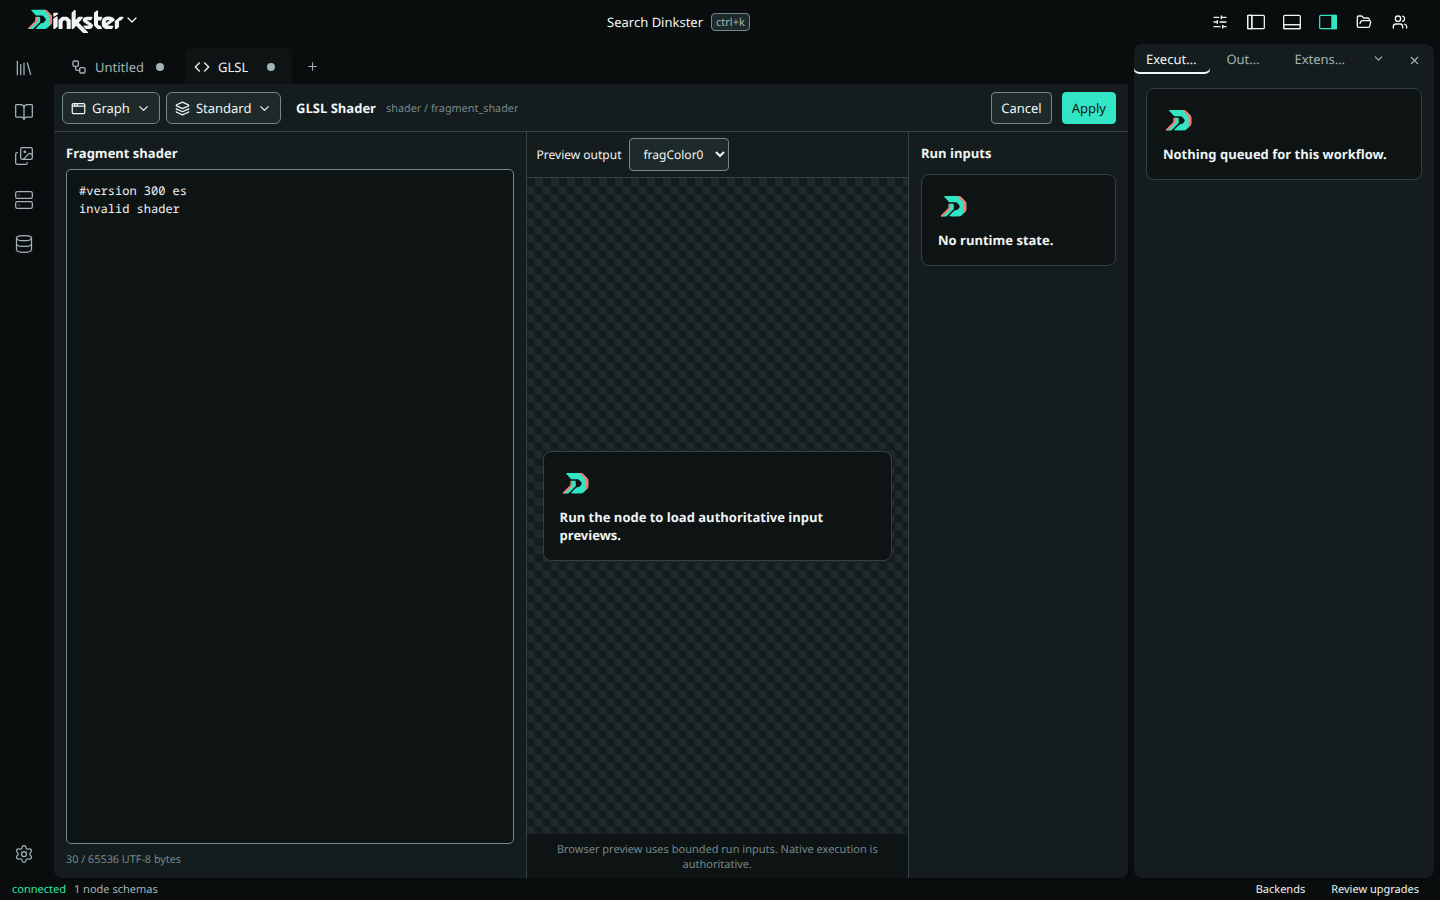 Dinkster
Search Dinkster ctrl+k
Untitled
GLSL
Execut...
Out...
Extens...
Graph
Standard
GLSL Shader
shader / fragment_shader
Cancel
Apply
Fragment shader
#version 300 es
invalid shader
30 / 65536 UTF-8 bytes
Preview output
fragColor0
Run the node to load authoritative input
previews.
Browser preview uses bounded run inputs. Native execution is
authoritative.
Run inputs
No runtime state.
Nothing queued for this workflow.
connected
1 node schemas
Backends
Review upgrades